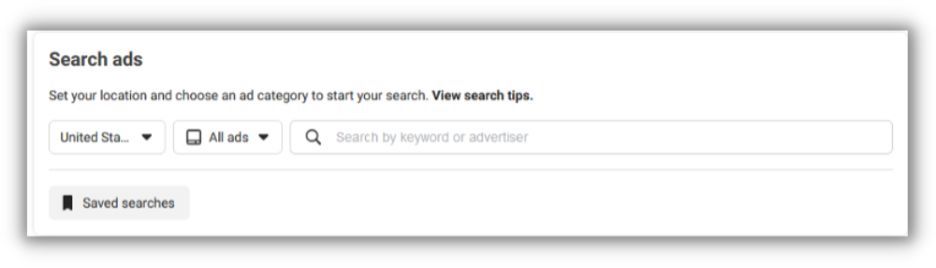 Search ads
Set your location and choose an ad category to start your search. View search tips.
United Sta... All ads Search by keyword or advertiser
Saved searches